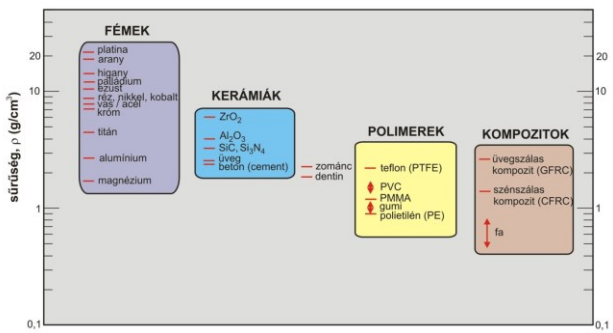 FÉMEK
platina
arany
higany
palládium
ezüst
réz, nikkel, kobalt
vas / acél
króm
titán
alumínium
magnézium
KERÁMIÁK
ZrO₂
Al₂O₃
SiC, Si₃N₄
üveg
beton (cement)
zománc
dentin
POLIMEREK
teflon (PTFE)
PVC
PMMA
gumi
polietilén (PE)
KOMPOZITOK
üvegszálas
kompozit (GFRC)
szénszálas
kompozit (CFRC)
fa
sűrűség, ρ (g/cm³)
20
10
1
0,1
20
10
1
0,1